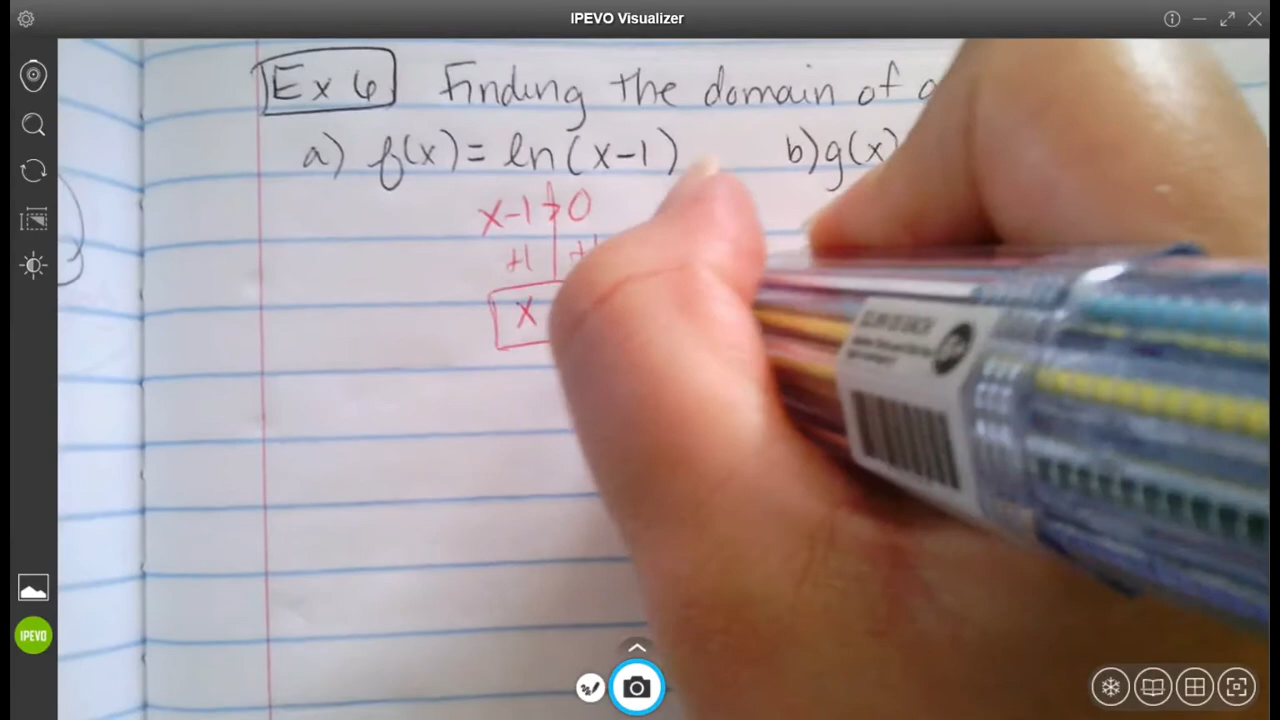 IPEVO Visualizer
Ex 6 Finding the domain of
a) f(x) = ln(x-1) b) g(x)
x-1 > 0
+1 +1
x
IPEVO